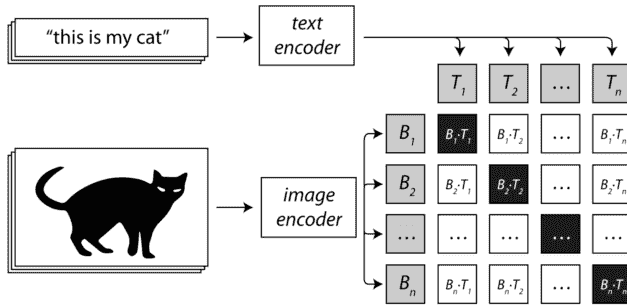 “this is my cat”
text
encoder
T1 T2 ... Tn
B1 B1·T1 B1·T2 ... B1·Tn
B2 B2·T1 B2·T2 ... B2·Tn
image
encoder
... ... ... ... ...
Bn Bn·T1 Bn·T2 ... Bn·Tn